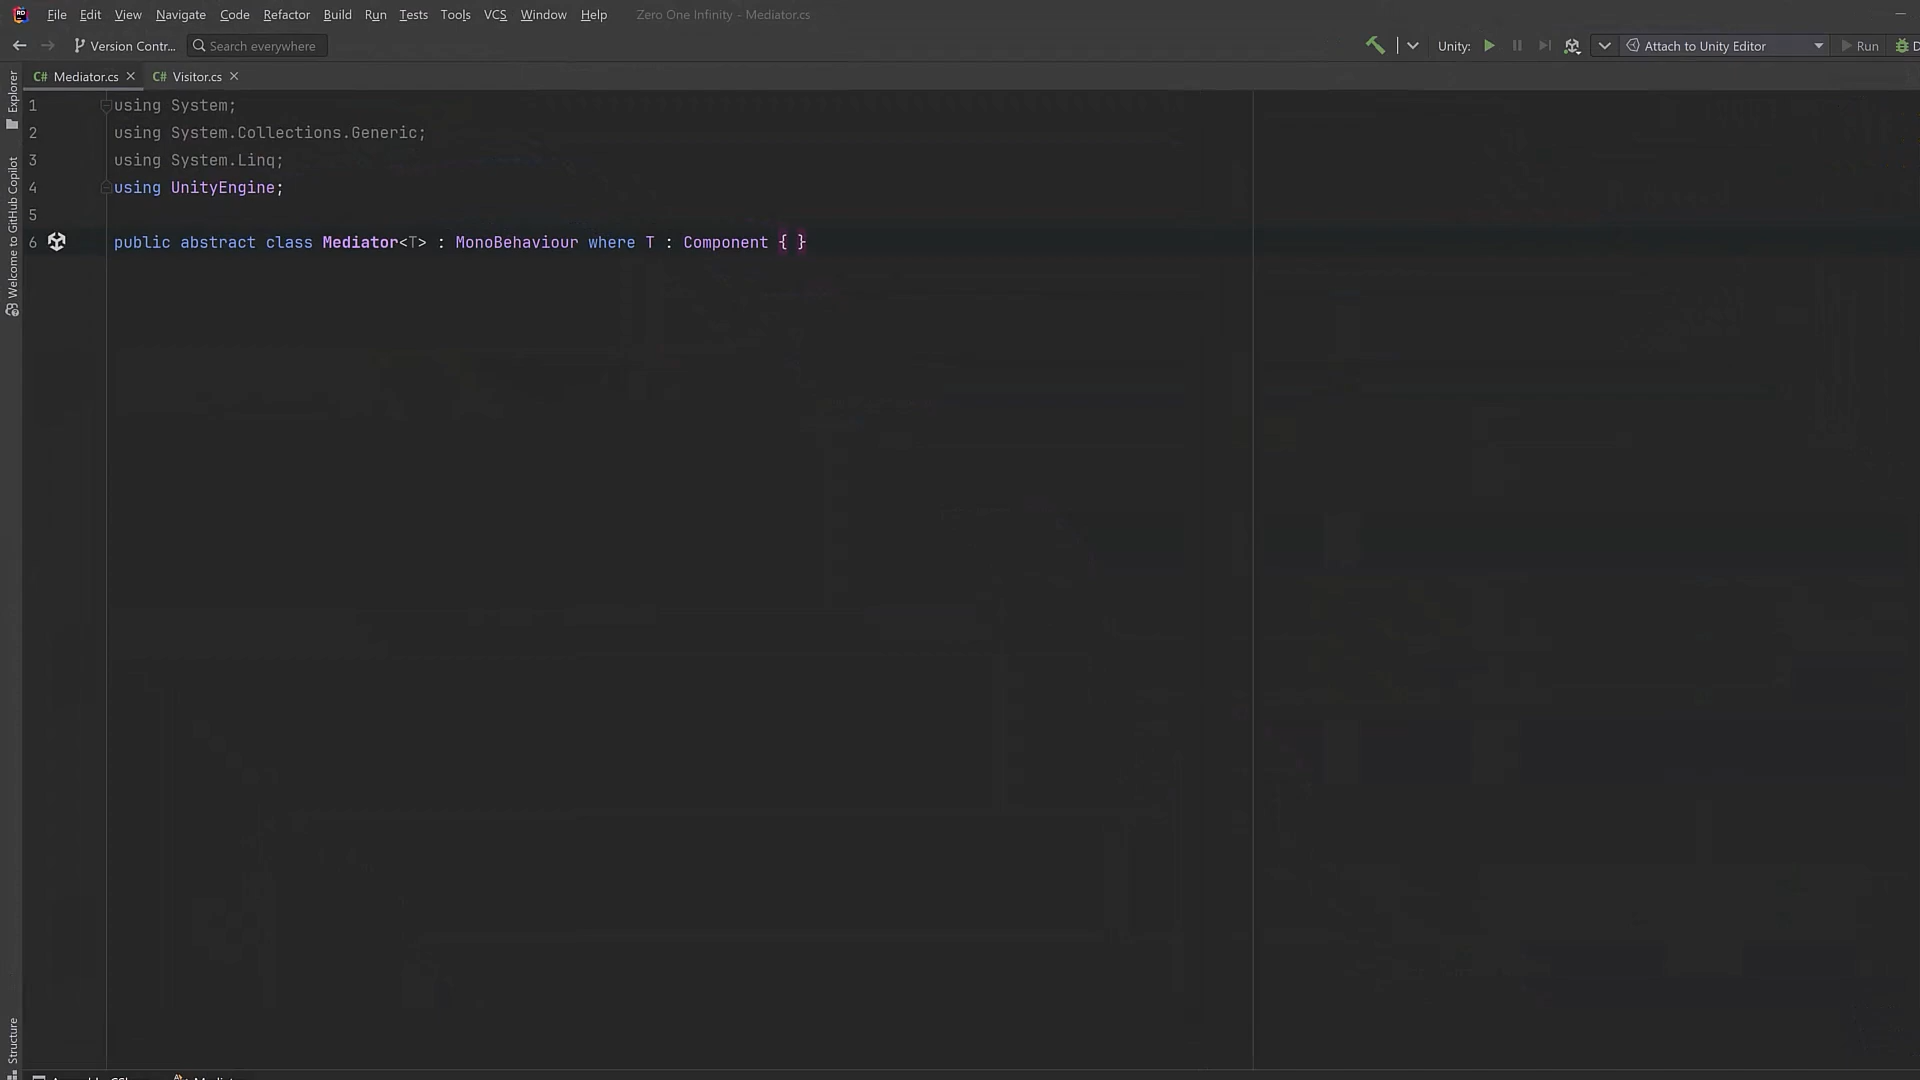 File Edit View Navigate Code Refactor Build Run Tests Tools VCS Window Help Zero One Infinity - Mediator.cs
Version Contr... Search everywhere Unity: Attach to Unity Editor Run
C# Mediator.cs C# Visitor.cs
Explorer
Welcome to GitHub Copilot
Structure
1 using System;
2 using System.Collections.Generic;
3 using System.Linq;
4 using UnityEngine;
5
6 public abstract class Mediator<T> : MonoBehaviour where T : Component { }